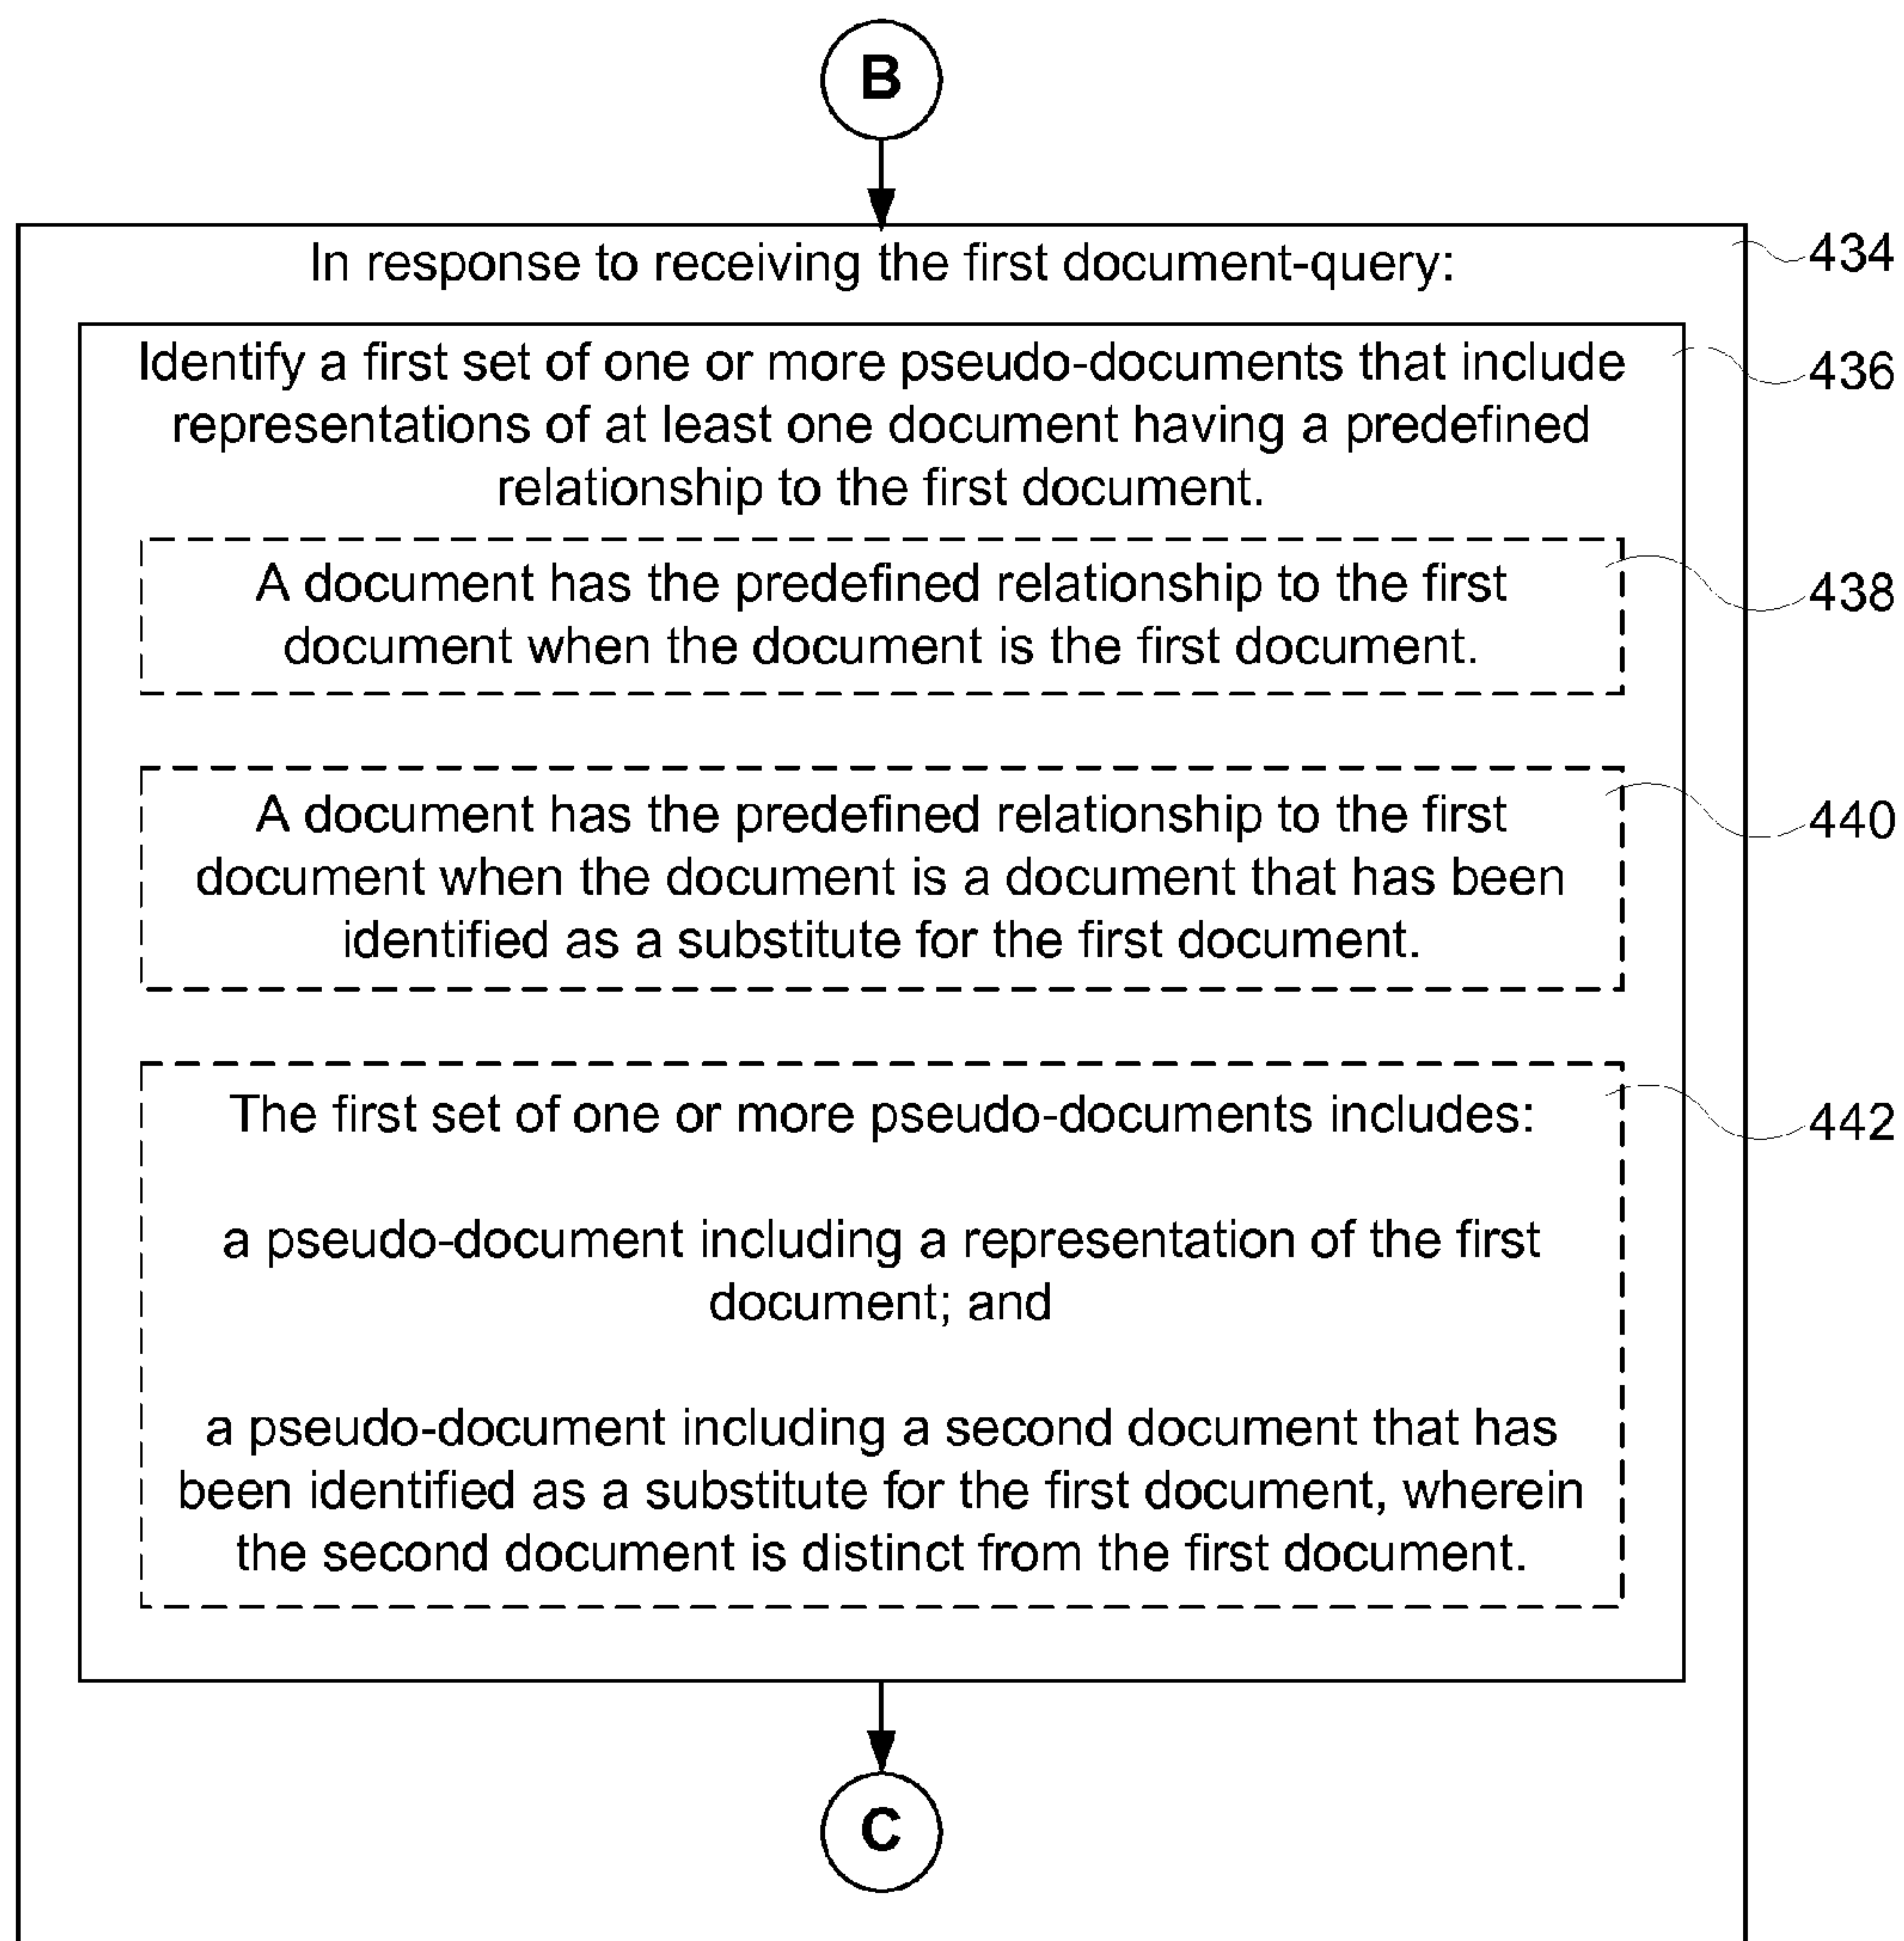 B
In response to receiving the first document-query:
434
Identify a first set of one or more pseudo-documents that include
436
representations of at least one document having a predefined
relationship to the first document.
A document has the predefined relationship to the first
438
document when the document is the first document.
A document has the predefined relationship to the first
440
document when the document is a document that has been
identified as a substitute for the first document.
The first set of one or more pseudo-documents includes:
442
a pseudo-document including a representation of the first
document; and
a pseudo-document including a second document that has
been identified as a substitute for the first document, wherein
the second document is distinct from the first document.
C